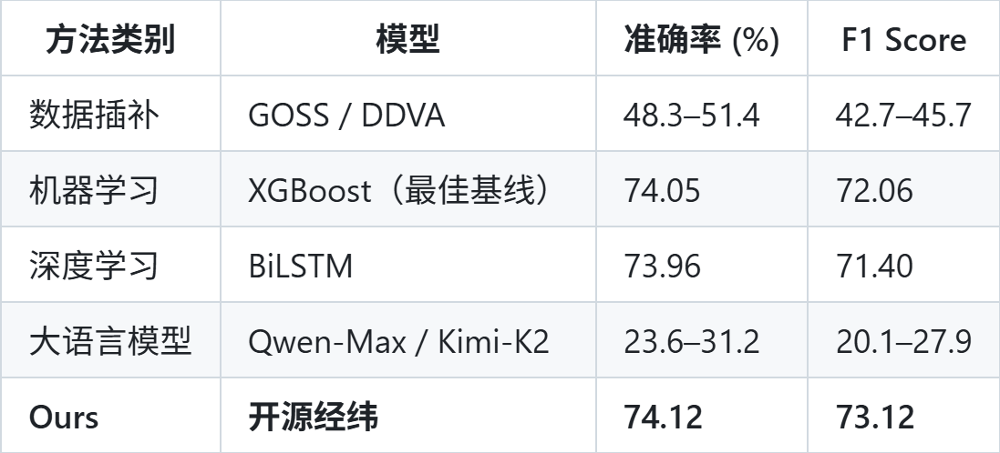 方法类别 模型 准确率 (%) F1 Score
数据插补 GOSS / DDVA 48.3–51.4 42.7–45.7
机器学习 XGBoost（最佳基线） 74.05 72.06
深度学习 BiLSTM 73.96 71.40
大语言模型 Qwen-Max / Kimi-K2 23.6–31.2 20.1–27.9
Ours 开源经纬 74.12 73.12